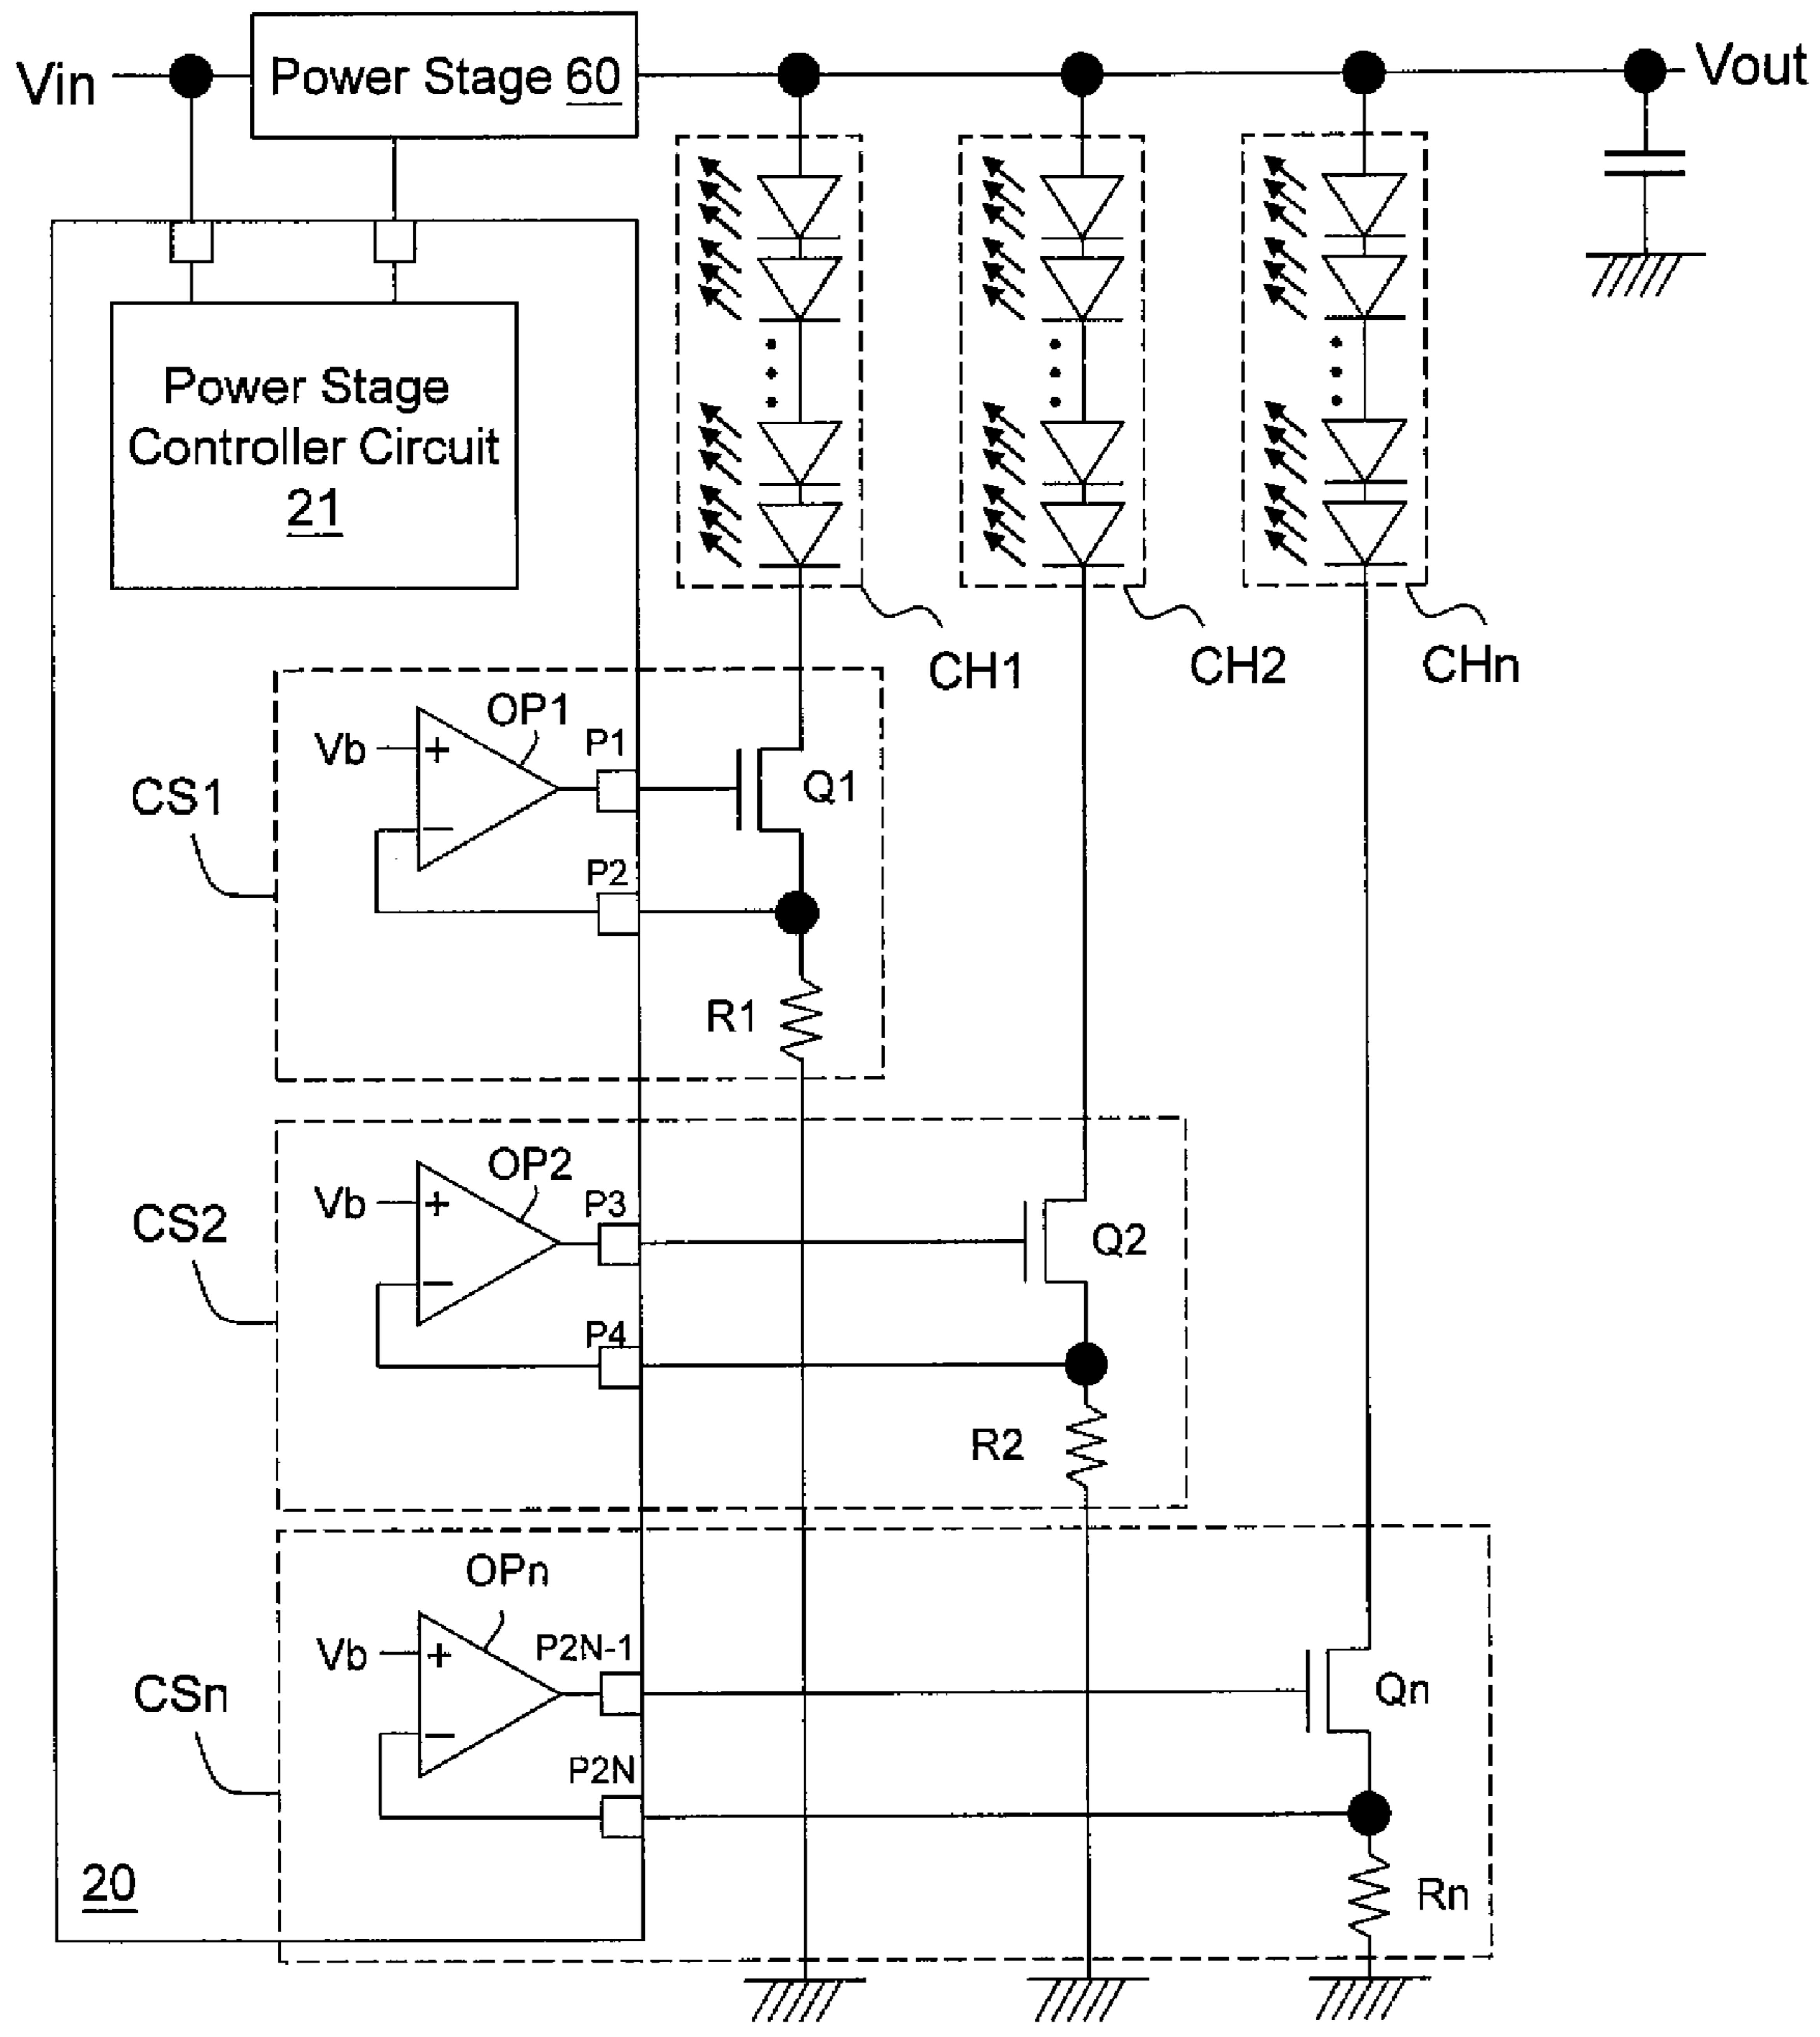 Vin
Power Stage 60
Vout
Power Stage
Controller Circuit
21
CH1
CH2
CHn
OP1
Vb
+
P1
Q1
CS1
−
P2
R1
OP2
Vb
+
P3
Q2
CS2
−
P4
R2
OPn
Vb
+
P2N-1
Qn
CSn
−
P2N
20
Rn